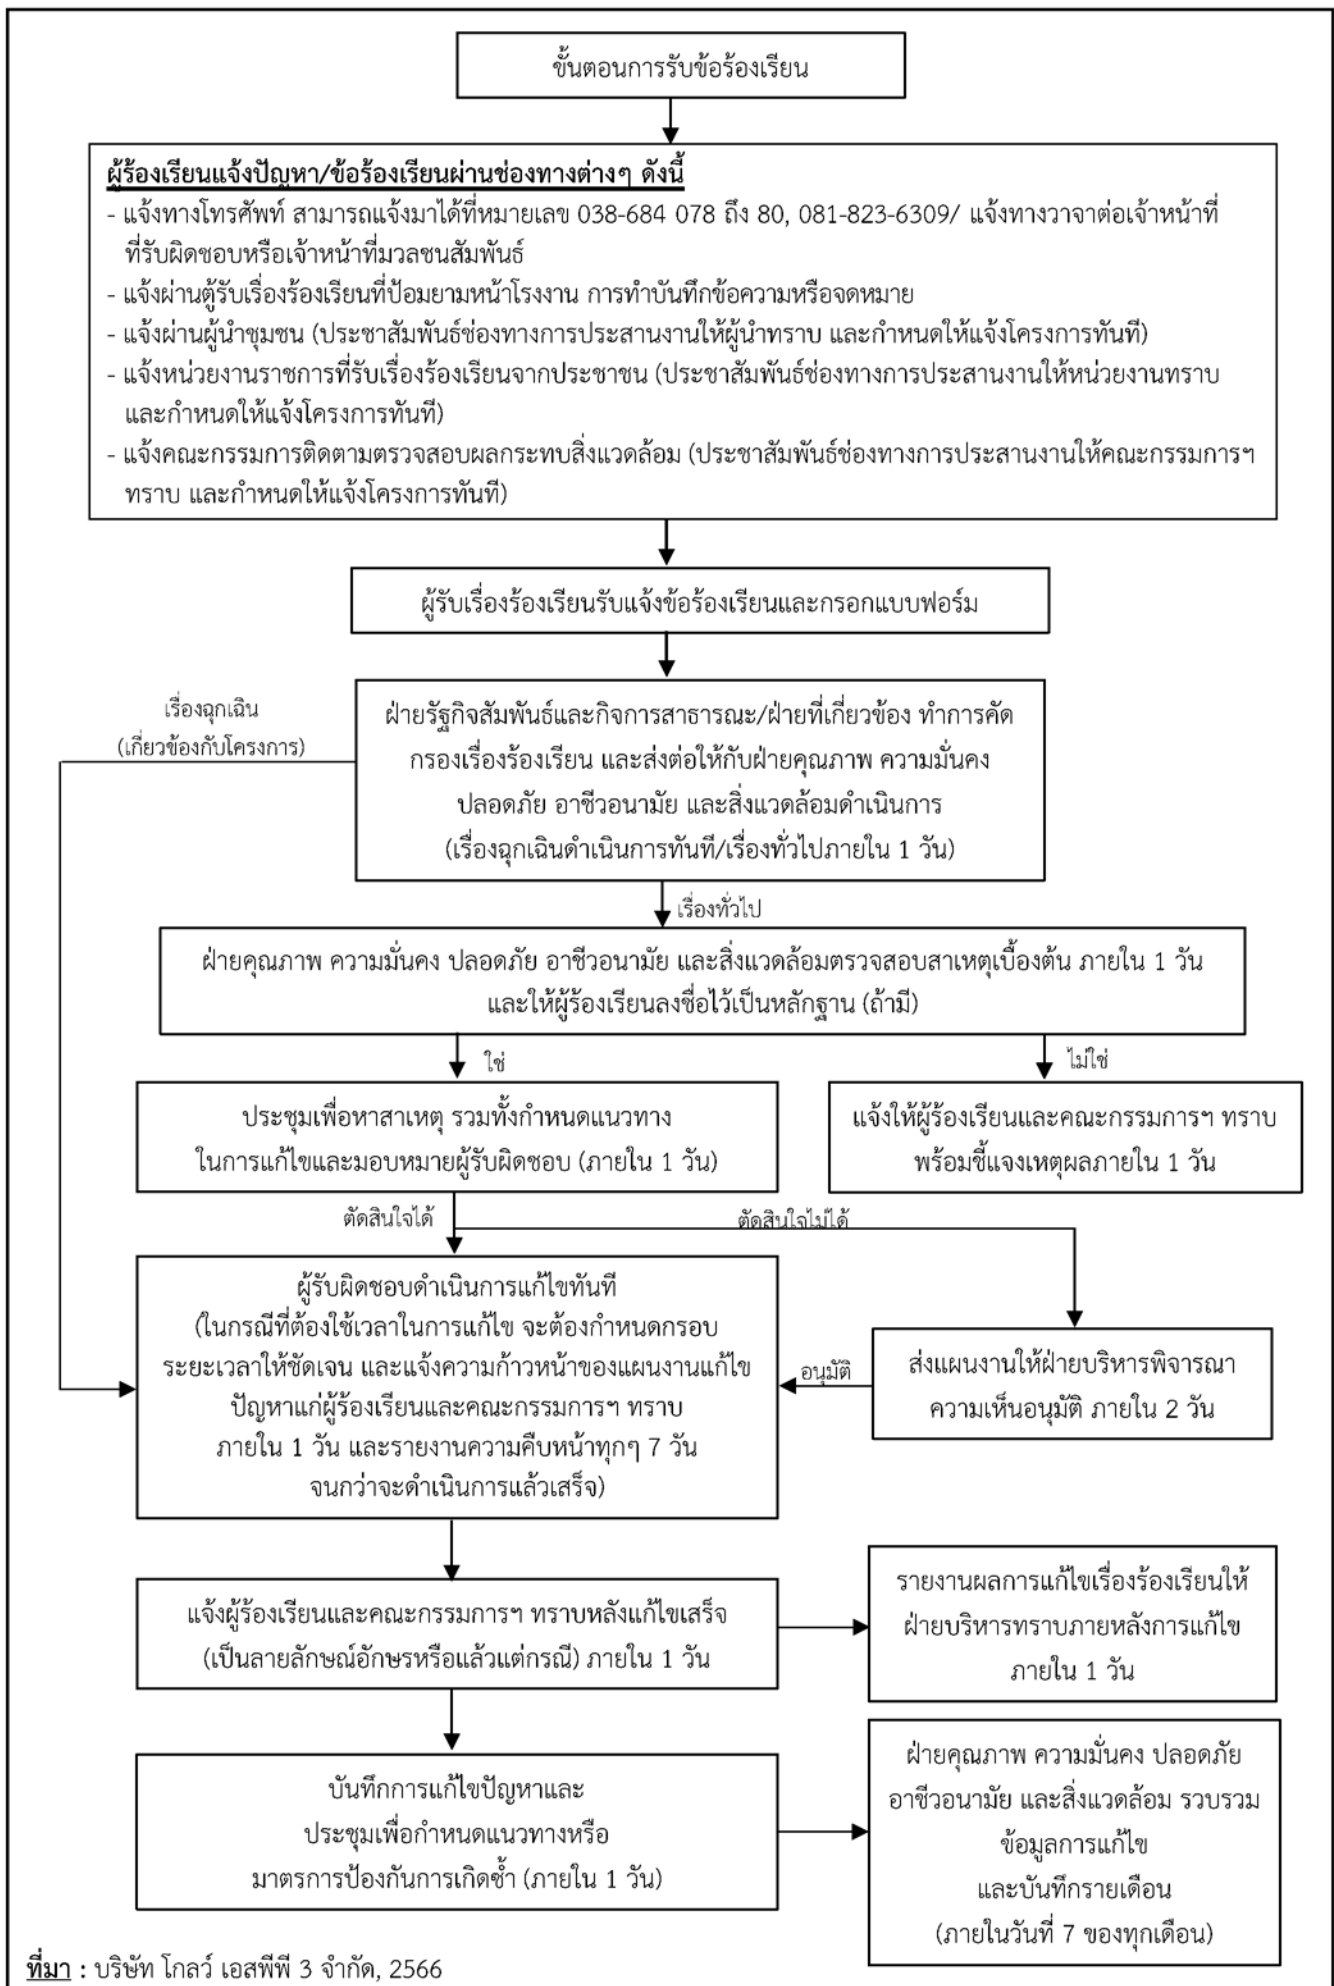 ขั้นตอนการรับข้อร้องเรียน
ผู้ร้องเรียนแจ้งปัญหา/ข้อร้องเรียนผ่านช่องทางต่างๆ ดังนี้
- แจ้งทางโทรศัพท์ สามารถแจ้งมาได้ที่หมายเลข 038-684 078 ถึง 80, 081-823-6309/ แจ้งทางวาจาต่อเจ้าหน้าที่
ที่รับผิดชอบหรือเจ้าหน้าที่มวลชนสัมพันธ์
- แจ้งผ่านตู้รับเรื่องร้องเรียนที่ป้อมยามหน้าโรงงาน การทำบันทึกข้อความหรือจดหมาย
- แจ้งผ่านผู้นำชุมชน (ประชาสัมพันธ์ช่องทางการประสานงานให้ผู้นำทราบ และกำหนดให้แจ้งโครงการทันที)
- แจ้งหน่วยงานราชการที่รับเรื่องร้องเรียนจากประชาชน (ประชาสัมพันธ์ช่องทางการประสานงานให้หน่วยงานทราบ
และกำหนดให้แจ้งโครงการทันที)
- แจ้งคณะกรรมการติดตามตรวจสอบผลกระทบสิ่งแวดล้อม (ประชาสัมพันธ์ช่องทางการประสานงานให้คณะกรรมการฯ
ทราบ และกำหนดให้แจ้งโครงการทันที)
ผู้รับเรื่องร้องเรียนรับแจ้งข้อร้องเรียนและกรอกแบบฟอร์ม
เรื่องฉุกเฉิน
(เกี่ยวข้องกับโครงการ)
ฝ่ายรัฐกิจสัมพันธ์และกิจการสาธารณะ/ฝ่ายที่เกี่ยวข้อง ทำการคัด
กรองเรื่องร้องเรียน และส่งต่อให้กับฝ่ายคุณภาพ ความมั่นคง
ปลอดภัย อาชีวอนามัย และสิ่งแวดล้อมดำเนินการ
(เรื่องฉุกเฉินดำเนินการทันที/เรื่องทั่วไปภายใน 1 วัน)
เรื่องทั่วไป
ฝ่ายคุณภาพ ความมั่นคง ปลอดภัย อาชีวอนามัย และสิ่งแวดล้อมตรวจสอบสาเหตุเบื้องต้น ภายใน 1 วัน
และให้ผู้ร้องเรียนลงชื่อไว้เป็นหลักฐาน (ถ้ามี)
ใช่
ไม่ใช่
ประชุมเพื่อหาสาเหตุ รวมทั้งกำหนดแนวทาง
ในการแก้ไขและมอบหมายผู้รับผิดชอบ (ภายใน 1 วัน)
แจ้งให้ผู้ร้องเรียนและคณะกรรมการฯ ทราบ
พร้อมชี้แจงเหตุผลภายใน 1 วัน
ตัดสินใจได้
ตัดสินใจไม่ได้
ผู้รับผิดชอบดำเนินการแก้ไขทันที
(ในกรณีที่ต้องใช้เวลาในการแก้ไข จะต้องกำหนดกรอบ
ระยะเวลาให้ชัดเจน และแจ้งความก้าวหน้าของแผนงานแก้ไข
ปัญหาแก่ผู้ร้องเรียนและคณะกรรมการฯ ทราบ
ภายใน 1 วัน และรายงานความคืบหน้าทุกๆ 7 วัน
จนกว่าจะดำเนินการแล้วเสร็จ)
อนุมัติ
ส่งแผนงานให้ฝ่ายบริหารพิจารณา
ความเห็นอนุมัติ ภายใน 2 วัน
แจ้งผู้ร้องเรียนและคณะกรรมการฯ ทราบหลังแก้ไขเสร็จ
(เป็นลายลักษณ์อักษรหรือแล้วแต่กรณี) ภายใน 1 วัน
รายงานผลการแก้ไขเรื่องร้องเรียนให้
ฝ่ายบริหารทราบภายหลังการแก้ไข
ภายใน 1 วัน
บันทึกการแก้ไขปัญหาและ
ประชุมเพื่อกำหนดแนวทางหรือ
มาตรการป้องกันการเกิดซ้ำ (ภายใน 1 วัน)
ฝ่ายคุณภาพ ความมั่นคง ปลอดภัย
อาชีวอนามัย และสิ่งแวดล้อม รวบรวม
ข้อมูลการแก้ไข
และบันทึกรายเดือน
(ภายในวันที่ 7 ของทุกเดือน)
ที่มา : บริษัท โกลว์ เอสพีพี 3 จำกัด, 2566